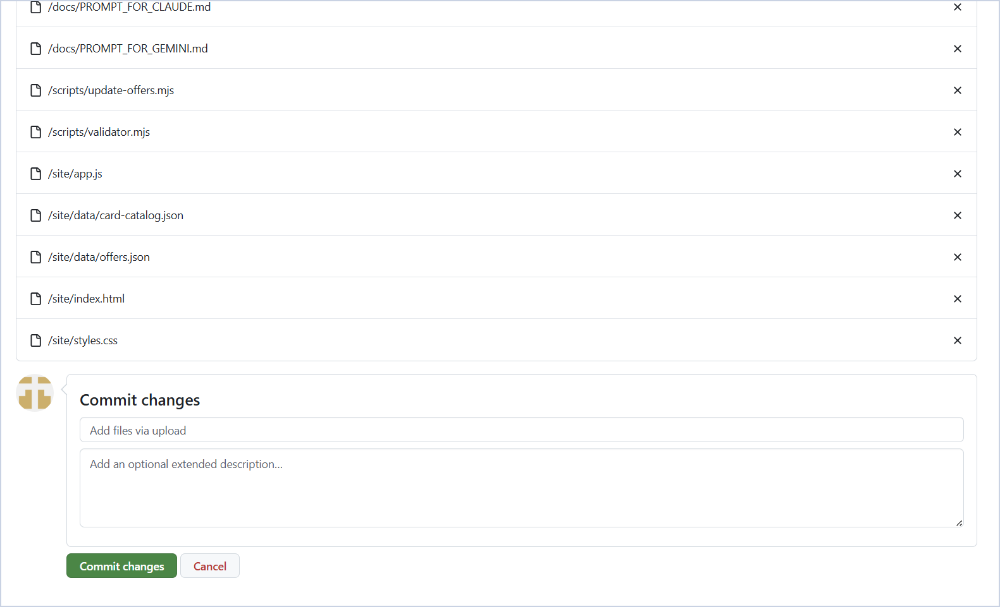 /docs/PROMPT_FOR_CLAUDE.md
/docs/PROMPT_FOR_GEMINI.md
/scripts/update-offers.mjs
/scripts/validator.mjs
/site/app.js
/site/data/card-catalog.json
/site/data/offers.json
/site/index.html
/site/styles.css
Commit changes
Add files via upload
Add an optional extended description...
Commit changes
Cancel